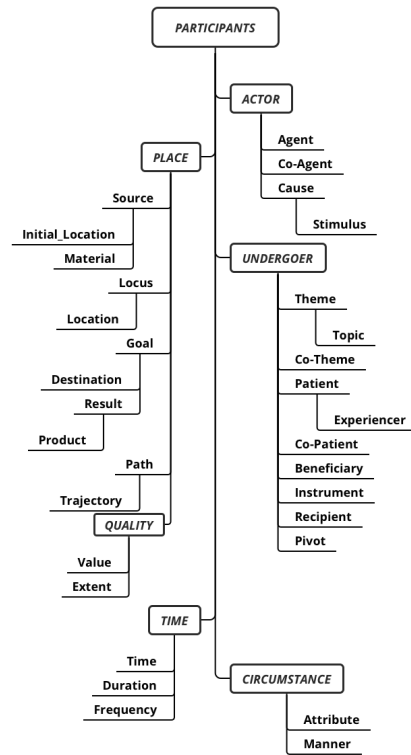 PARTICIPANTS
ACTOR
Agent
Co-Agent
Cause
Stimulus
PLACE
Source
Initial_Location
Material
Locus
Location
Goal
Destination
Result
Product
Path
Trajectory
QUALITY
Value
Extent
UNDERGOER
Theme
Topic
Co-Theme
Patient
Experiencer
Co-Patient
Beneficiary
Instrument
Recipient
Pivot
TIME
Time
Duration
Frequency
CIRCUMSTANCE
Attribute
Manner